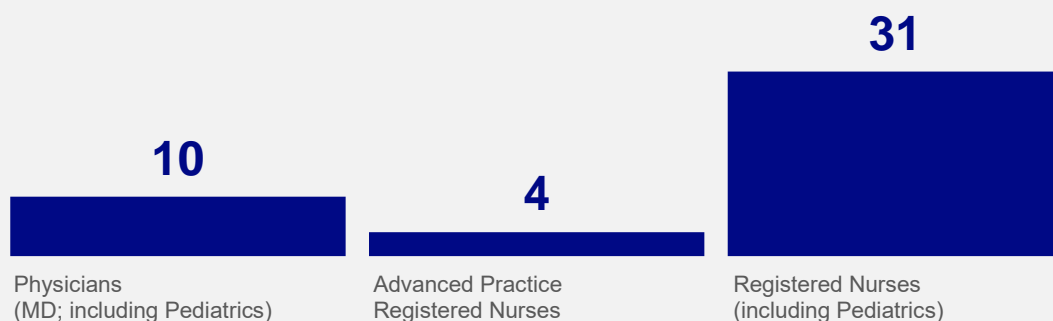 10
Physicians
(MD; including Pediatrics)
4
Advanced Practice
Registered Nurses
31
Registered Nurses
(including Pediatrics)